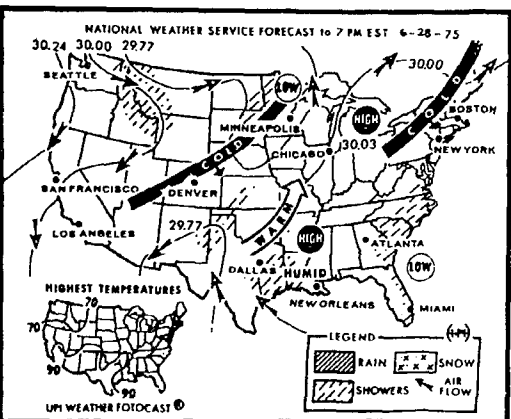 NATIONAL WEATHER SERVICE FORECAST to 7 PM EST 6-28-75
30.24 30.00 29.77
30.00
SEATTLE
LOW
COLD
BOSTON
MINNEAPOLIS
HIGH
NEW YORK
CHICAGO
30.03
COLD
SAN FRANCISCO
DENVER
29.77
WARM
LOS ANGELES
HIGH
ATLANTA
DALLAS
HUMID
LOW
HIGHEST TEMPERATURES
NEW ORLEANS
70
MIAMI
70
LEGEND
RAIN
SNOW
90
SHOWERS
AIR
FLOW
90
UPI WEATHER FOTOCAST ®